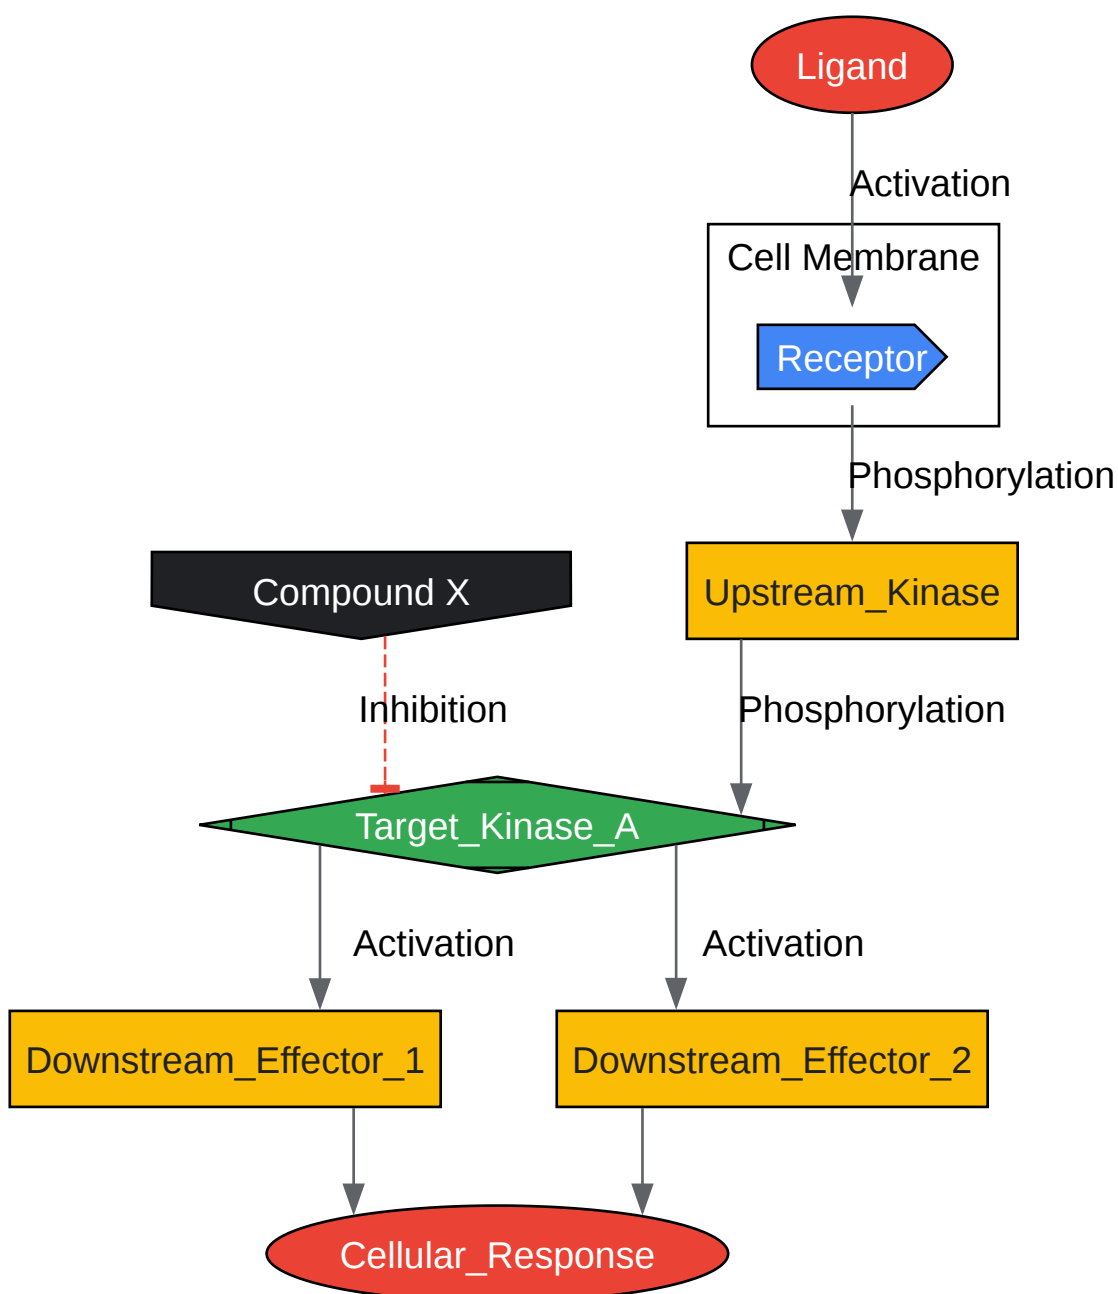 Ligand
Activation
Cell Membrane
Receptor
Phosphorylation
Compound X
Upstream_Kinase
Inhibition
Phosphorylation
Target_Kinase_A
Activation
Activation
Downstream_Effector_1
Downstream_Effector_2
Cellular_Response